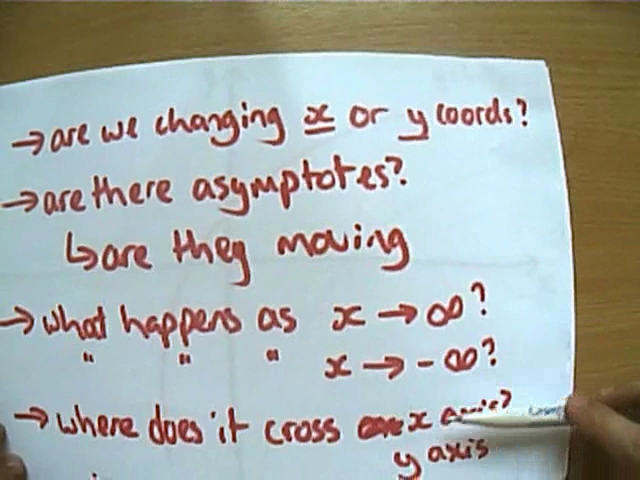 → are we changing x or y coords?
→ are there asymptotes?
↳ are they moving
→ what happens as x → ∞?
" " " x → -∞?
→ where does it cross x axis?
y axis